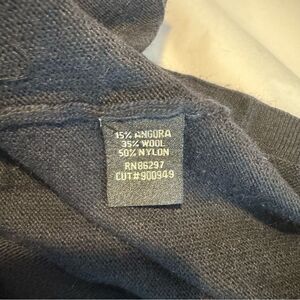 15% ANGORA
35% WOOL
50% NYLON
RN86297
CUT#900949